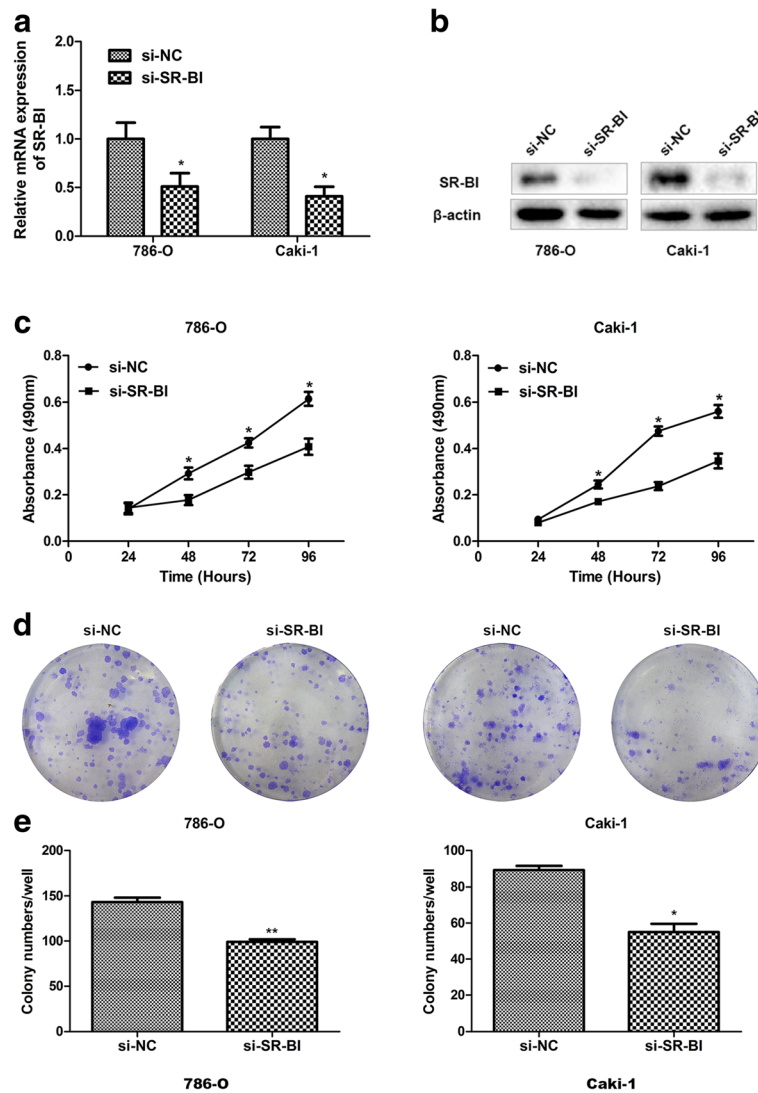 a
Relative mRNA expression
of SR-BI
2.0
1.5
1.0
0.5
0.0
si-NC
si-SR-BI
*
*
786-O
Caki-1
b
si-NC
si-SR-BI
si-NC
si-SR-BI
SR-BI
β-actin
786-O
Caki-1
c
786-O
Absorbance (490nm)
0.8
0.6
0.4
0.2
0.0
si-NC
si-SR-BI
*
*
*
0 24 48 72 96
Time (Hours)
Caki-1
Absorbance (490nm)
0.8
0.6
0.4
0.2
0.0
si-NC
si-SR-BI
*
*
*
0 24 48 72 96
Time (Hours)
d
si-NC
si-SR-BI
si-NC
si-SR-BI
786-O
Caki-1
e
Colony numbers/well
200
150
100
50
0
**
si-NC
si-SR-BI
786-O
Colony numbers/well
100
80
60
40
20
0
*
si-NC
si-SR-BI
Caki-1